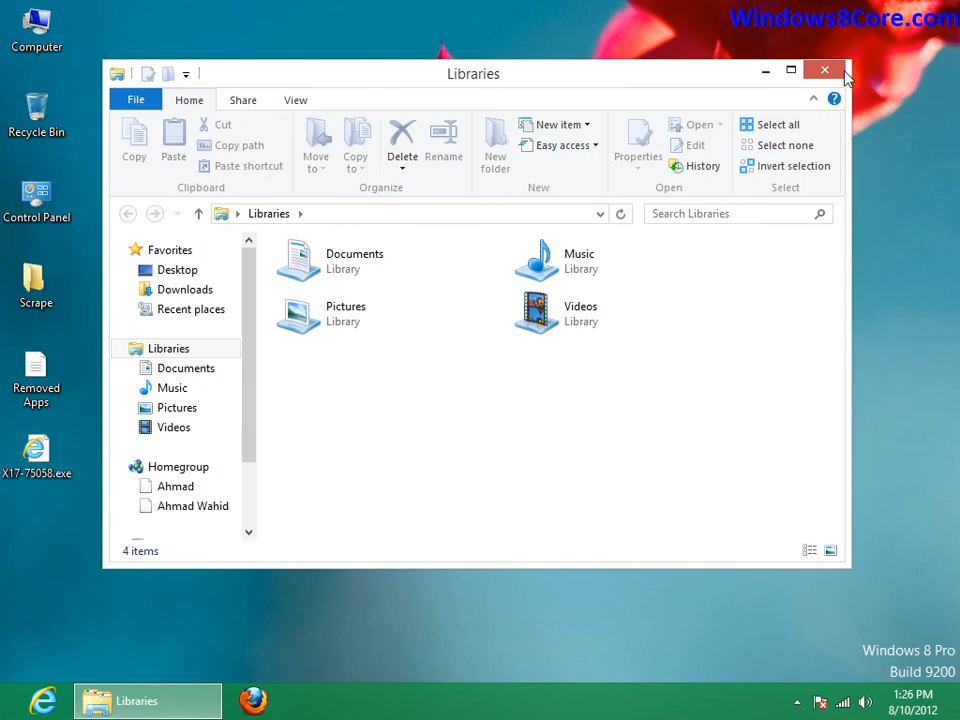 Windows8Core.com
Computer
Recycle Bin
Control Panel
Scrape
Removed
Apps
X17-75058.exe
Libraries
File
Home
Share
View
Copy
Paste
Cut
Copy path
Paste shortcut
Clipboard
Move
to
Copy
to
Delete
Rename
Organize
New
folder
New item
Easy access
New
Properties
Open
Edit
History
Open
Select all
Select none
Invert selection
Select
Libraries
Search Libraries
Favorites
Desktop
Downloads
Recent places
Libraries
Documents
Music
Pictures
Videos
Homegroup
Ahmad
Ahmad Wahid
Documents
Library
Music
Library
Pictures
Library
Videos
Library
4 items
Windows 8 Pro
Build 9200
Libraries
1:26 PM
8/10/2012